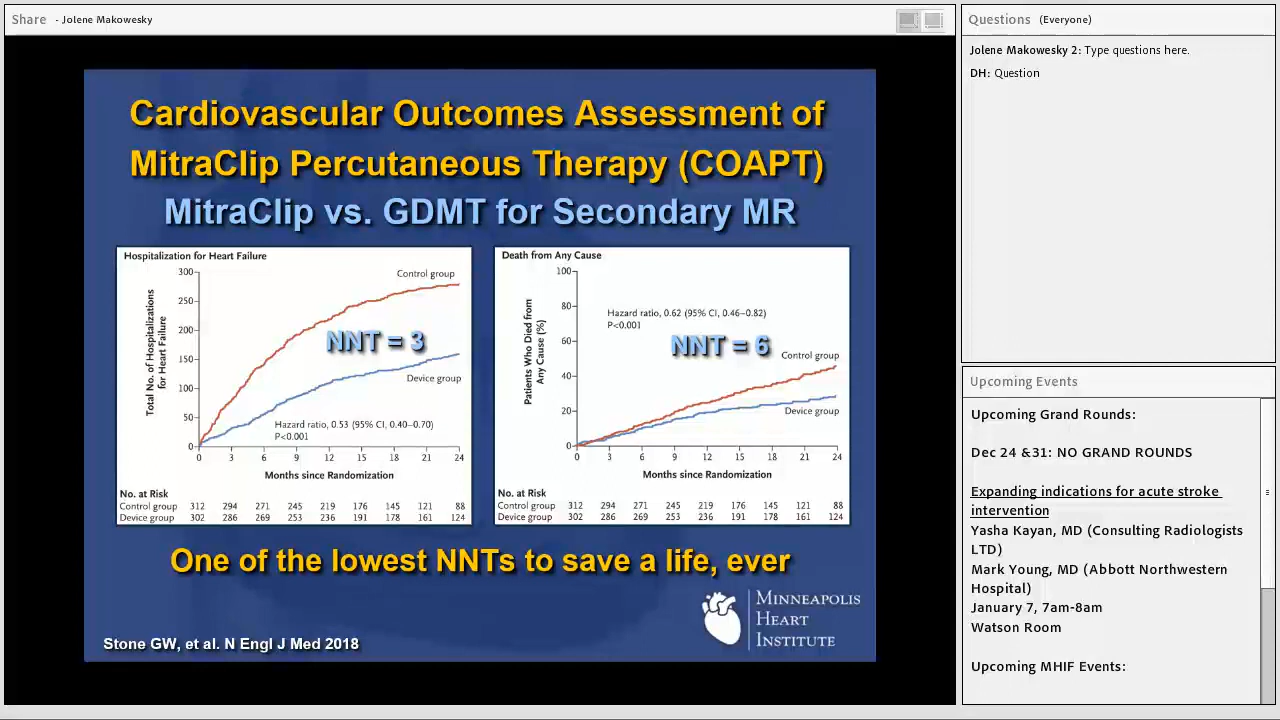 Share - Jolene Makowesky
Cardiovascular Outcomes Assessment of
MitraClip Percutaneous Therapy (COAPT)
MitraClip vs. GDMT for Secondary MR
Hospitalization for Heart Failure
Total No. of Hospitalizations
for Heart Failure
300
250
200
150
100
50
0
Control group
NNT = 3
Device group
Hazard ratio, 0.53 (95% CI, 0.40–0.70)
P<0.001
0 3 6 9 12 15 18 21 24
Months since Randomization
No. at Risk
Control group 312 294 271 245 219 176 145 121 88
Device group 302 286 269 253 236 191 178 161 124
Death from Any Cause
Patients Who Died from
Any Cause (%)
100
80
60
40
20
0
Hazard ratio, 0.62 (95% CI, 0.46–0.82)
P<0.001
NNT = 6
Control group
Device group
0 3 6 9 12 15 18 21 24
Months since Randomization
No. at Risk
Control group 312 294 271 245 219 176 145 121 88
Device group 302 286 269 253 236 191 178 161 124
One of the lowest NNTs to save a life, ever
Minneapolis
Heart
Institute
Stone GW, et al. N Engl J Med 2018
Questions (Everyone)
Jolene Makowesky 2: Type questions here.
DH: Question
Upcoming Events
Upcoming Grand Rounds:
Dec 24 &31: NO GRAND ROUNDS
Expanding indications for acute stroke
intervention
Yasha Kayan, MD (Consulting Radiologists
LTD)
Mark Young, MD (Abbott Northwestern
Hospital)
January 7, 7am-8am
Watson Room
Upcoming MHIF Events: